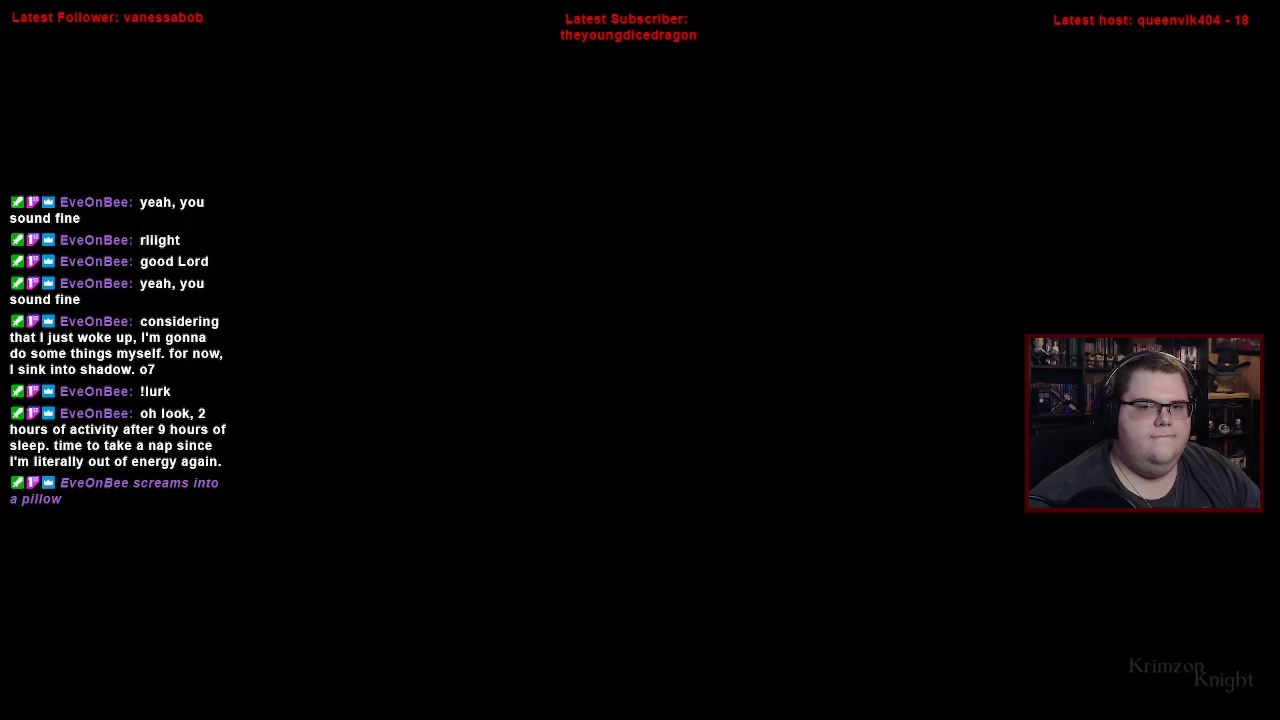 Latest Follower: vanessabob
Latest Subscriber:
theyoungdicedragon
Latest host: queenvik404 - 18
EveOnBee: yeah, you
sound fine
EveOnBee: riiight
EveOnBee: good Lord
EveOnBee: yeah, you
sound fine
EveOnBee: considering
that I just woke up, I'm gonna
do some things myself. for now,
I sink into shadow. o7
EveOnBee: !lurk
EveOnBee: oh look, 2
hours of activity after 9 hours of
sleep. time to take a nap since
I'm literally out of energy again.
EveOnBee screams into
a pillow
Krimzon
Knight